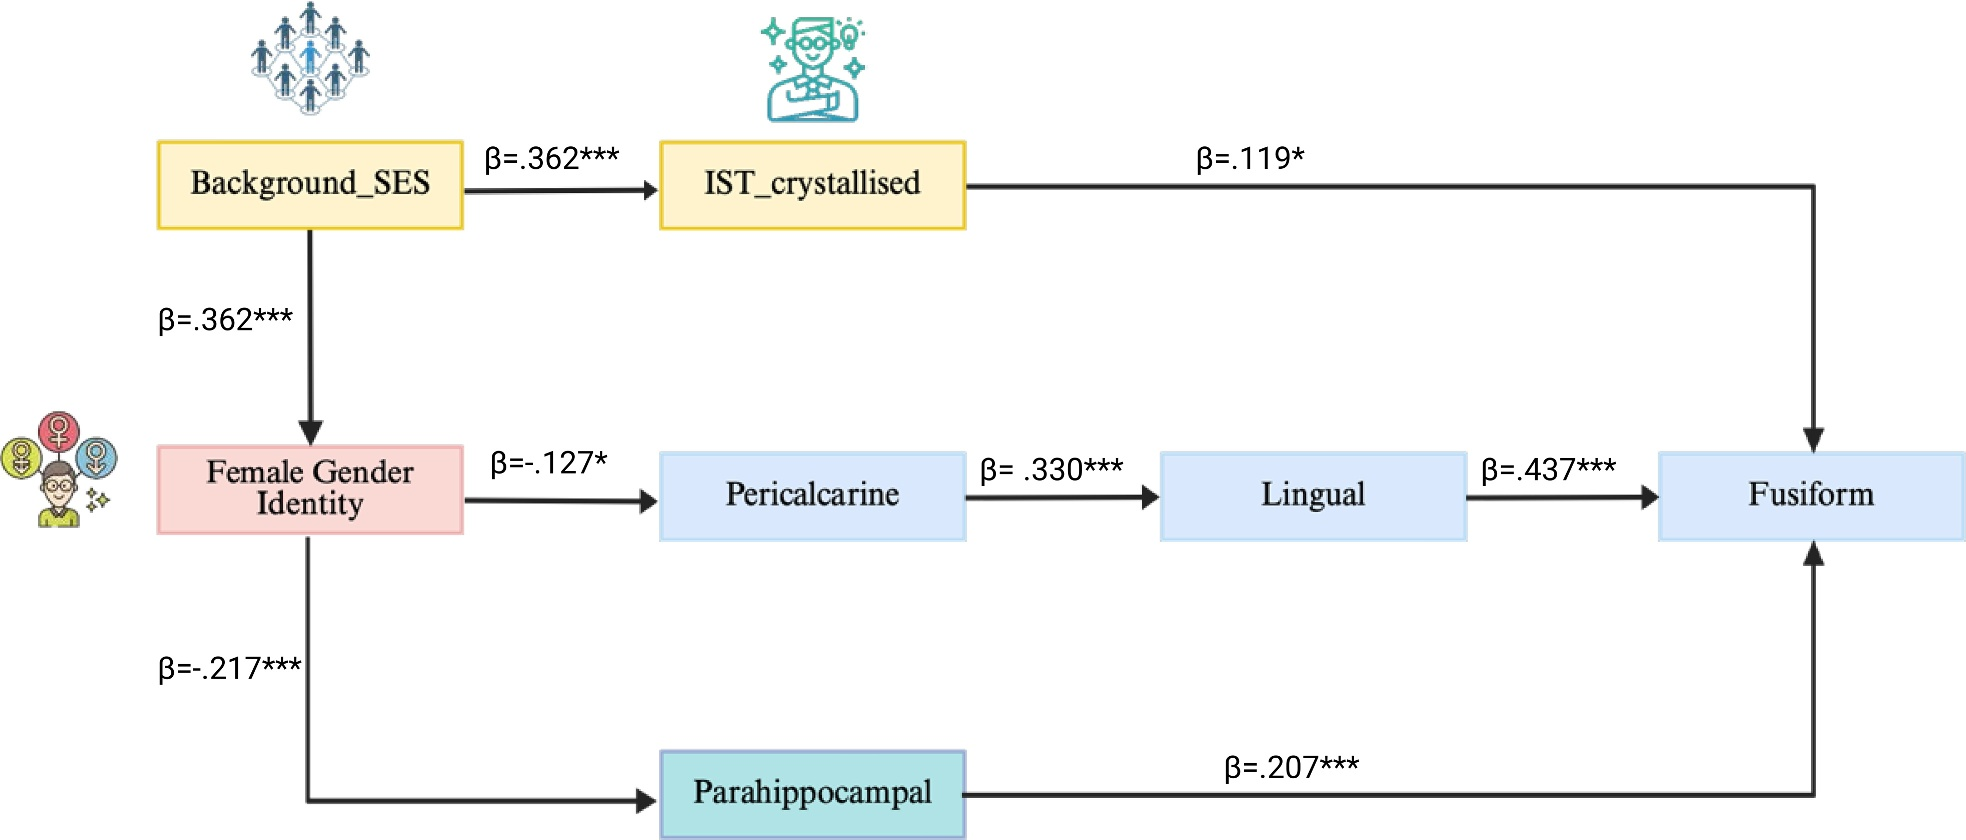 β=.362***
β=.119*
Background_SES
IST_crystallised
β=.362***
β=-.127*
β= .330***
β=.437***
Female Gender
Identity
Pericalcarine
Lingual
Fusiform
β=-.217***
β=.207***
Parahippocampal